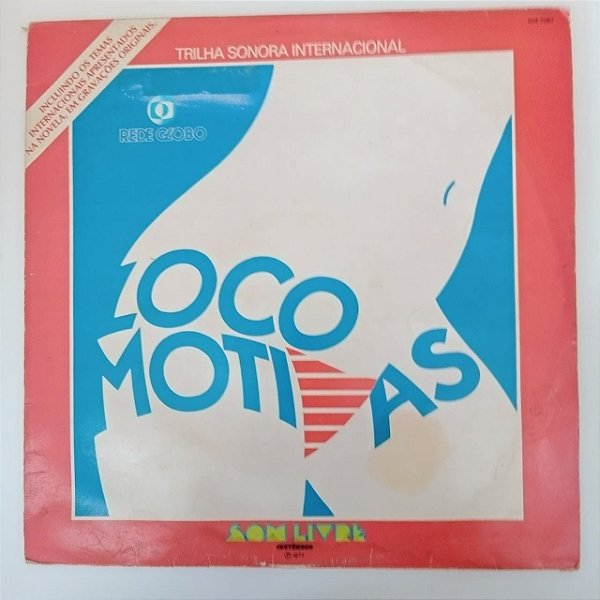 INCLUINDO OS TEMAS
INTERNACIONAIS APRESENTADOS
NA NOVELA, EM GRAVAÇÕES ORIGINAIS
TRILHA SONORA INTERNACIONAL
REDE GLOBO
LOCO
MOTIVAS
SOM LIVRE